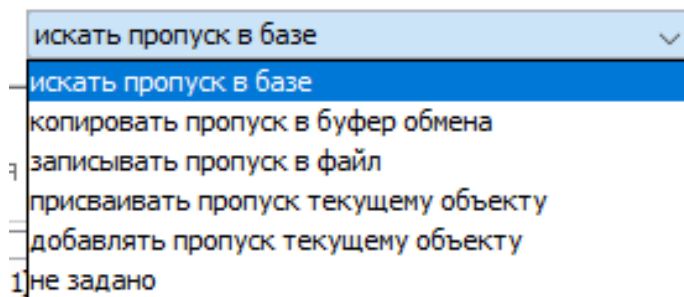 искать пропуск в базе
искать пропуск в базе
копировать пропуск в буфер обмена
записывать пропуск в файл
присваивать пропуск текущему объекту
добавлять пропуск текущему объекту
1]
не задано